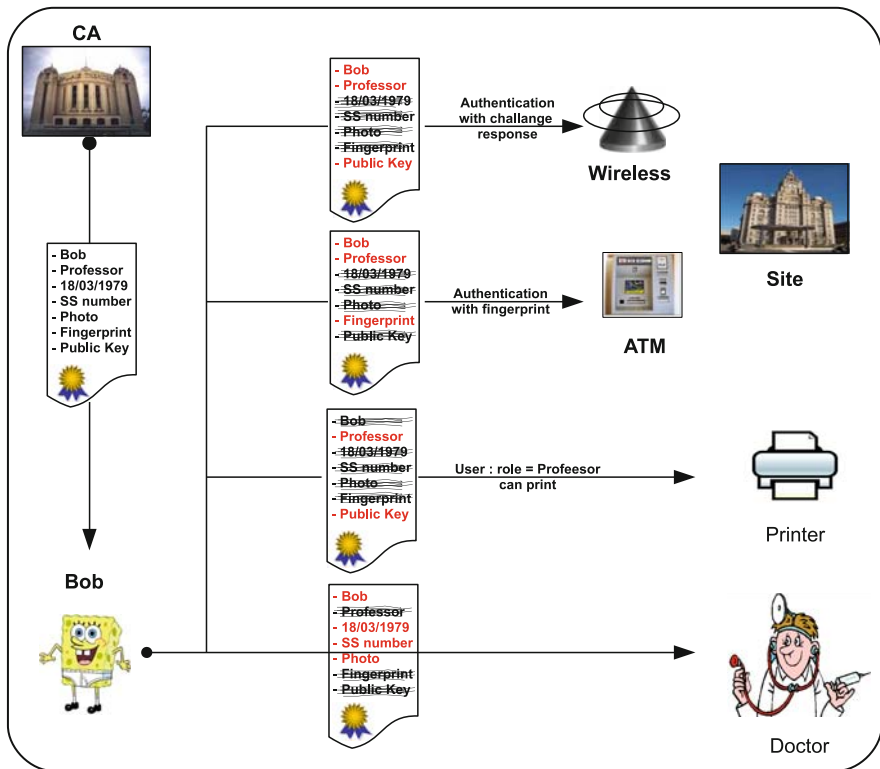 CA
- Bob
- Professor
- 18/03/1979
- SS number
- Photo
- Fingerprint
- Public Key
Bob
- Bob
- Professor
- 18/03/1979
- SS number
- Photo
- Fingerprint
- Public Key
Authentication
with challange
response
Wireless
Site
- Bob
- Professor
- 18/03/1979
- SS number
- Photo
- Fingerprint
- Public Key
Authentication
with fingerprint
ATM
- Bob
- Professor
- 18/03/1979
- SS number
- Photo
- Fingerprint
- Public Key
User : role = Profeesor
can print
Printer
- Bob
- Professor
- 18/03/1979
- SS number
- Photo
- Fingerprint
- Public Key
Doctor